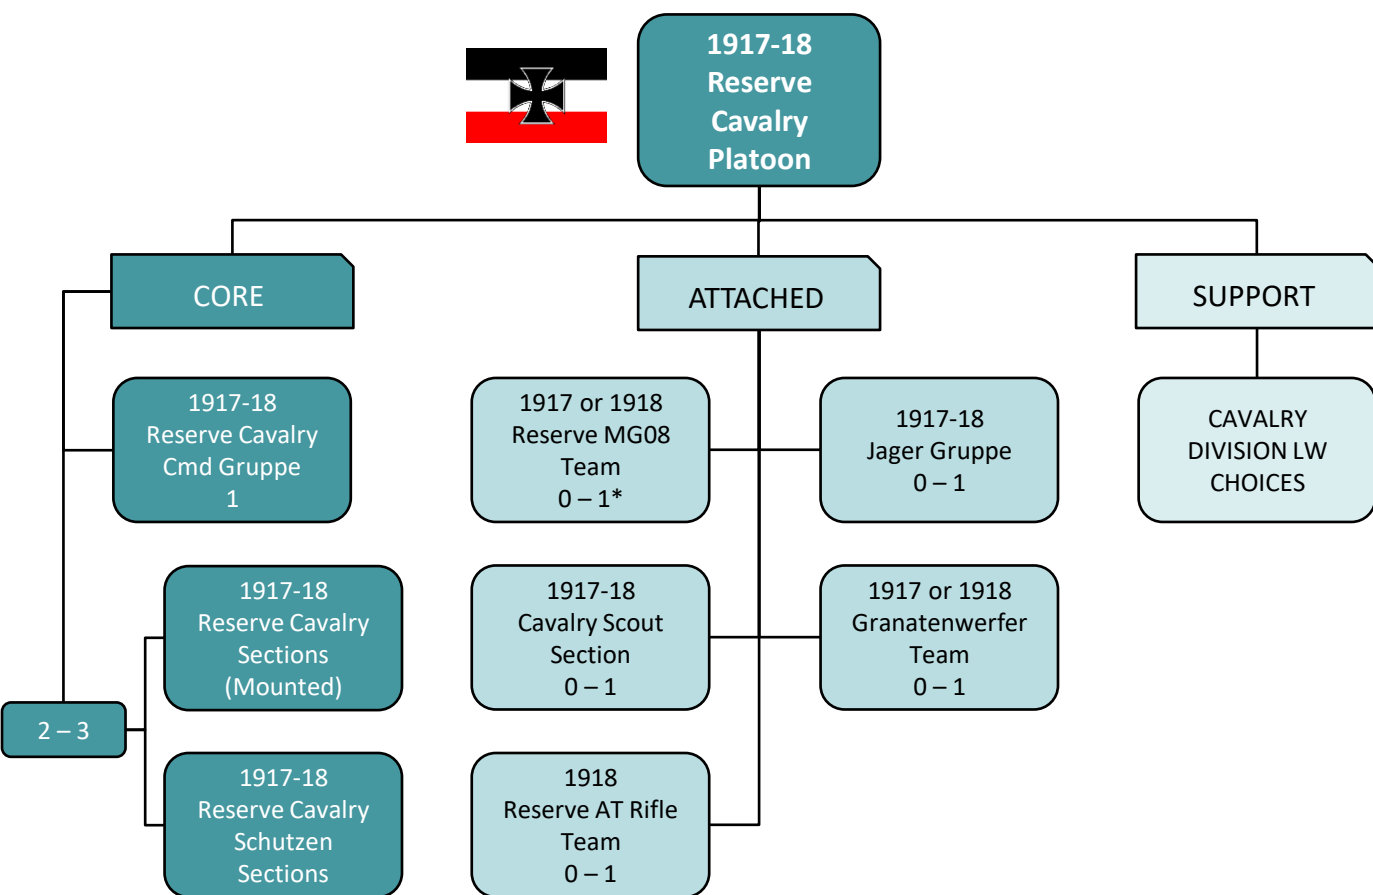 1917-18
Reserve
Cavalry
Platoon
CORE
ATTACHED
SUPPORT
1917-18
Reserve Cavalry
Cmd Gruppe
1
1917 or 1918
Reserve MG08
Team
0 – 1*
1917-18
Jager Gruppe
0 – 1
CAVALRY
DIVISION LW
CHOICES
1917-18
Reserve Cavalry
Sections
(Mounted)
1917-18
Cavalry Scout
Section
0 – 1
1917 or 1918
Granatenwerfer
Team
0 – 1
2 – 3
1917-18
Reserve Cavalry
Schutzen
Sections
1918
Reserve AT Rifle
Team
0 – 1